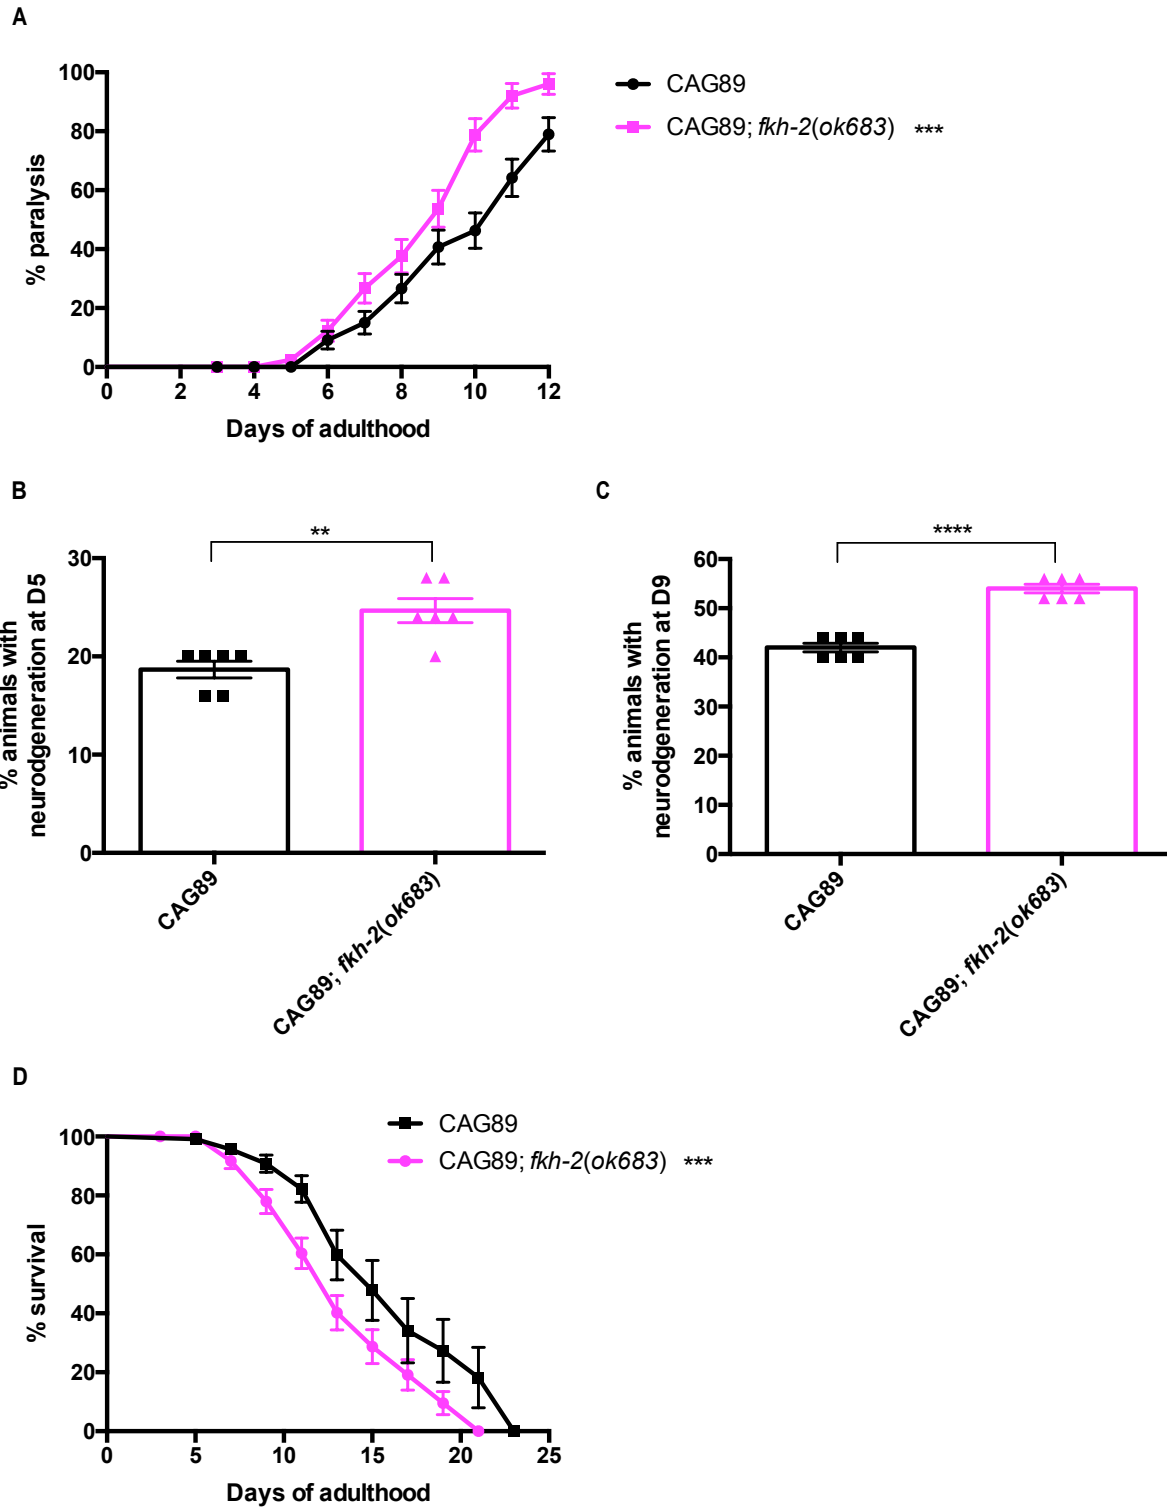 A
100
80
60
40
20
0
% paralysis
0 2 4 6 8 10 12
Days of adulthood
CAG89
CAG89; fkh-2(ok683) ***
B
30
20
10
0
% animals with
neurodgeneration at D5
**
CAG89
CAG89; fkh-2(ok683)
C
60
50
40
30
20
10
0
% animals with
neurodgeneration at D9
****
CAG89
CAG89; fkh-2(ok683)
D
100
80
60
40
20
0
% survival
0 5 10 15 20 25
Days of adulthood
CAG89
CAG89; fkh-2(ok683) ***